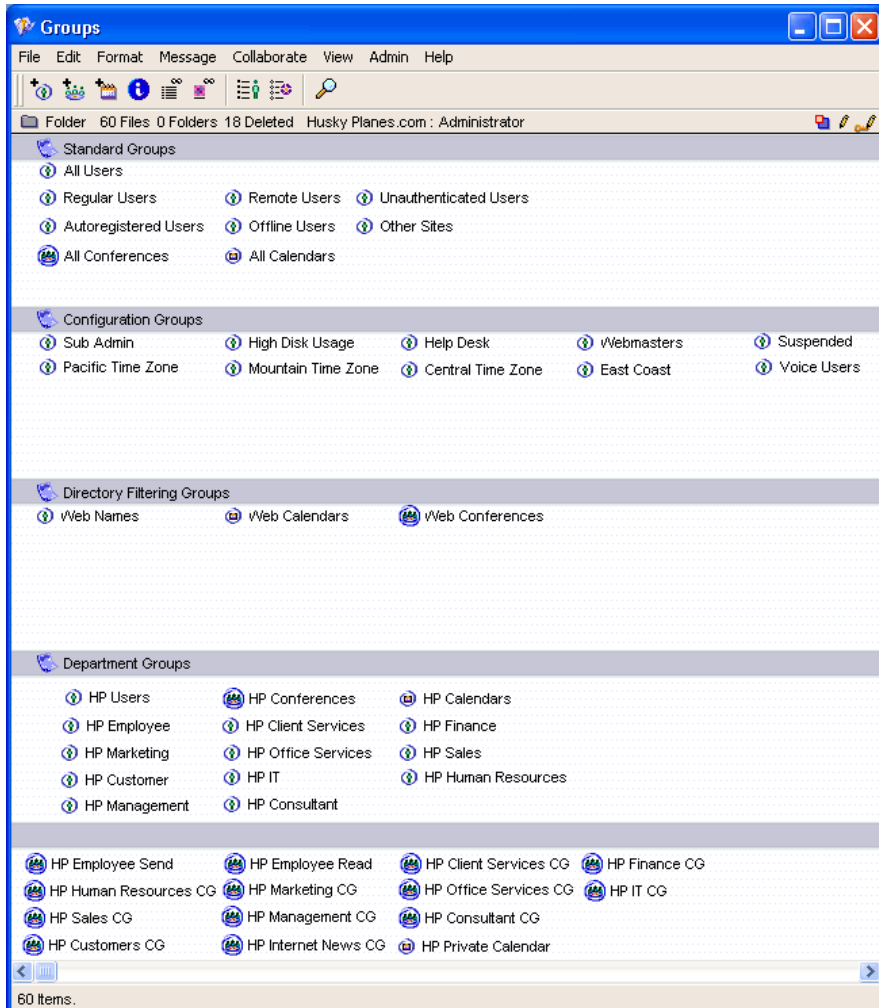 Groups
File Edit Format Message Collaborate View Admin Help
Folder 60 Files 0 Folders 18 Deleted Husky Planes.com : Administrator
Standard Groups
All Users
Regular Users Remote Users Unauthenticated Users
Autoregistered Users Offline Users Other Sites
All Conferences All Calendars
Configuration Groups
Sub Admin High Disk Usage Help Desk Webmasters Suspended
Pacific Time Zone Mountain Time Zone Central Time Zone East Coast Voice Users
Directory Filtering Groups
Web Names Web Calendars Web Conferences
Department Groups
HP Users HP Conferences HP Calendars
HP Employee HP Client Services HP Finance
HP Marketing HP Office Services HP Sales
HP Customer HP IT HP Human Resources
HP Management HP Consultant
HP Employee Send HP Employee Read HP Client Services CG HP Finance CG
HP Human Resources CG HP Marketing CG HP Office Services CG HP IT CG
HP Sales CG HP Management CG HP Consultant CG
HP Customers CG HP Internet News CG HP Private Calendar
60 Items.